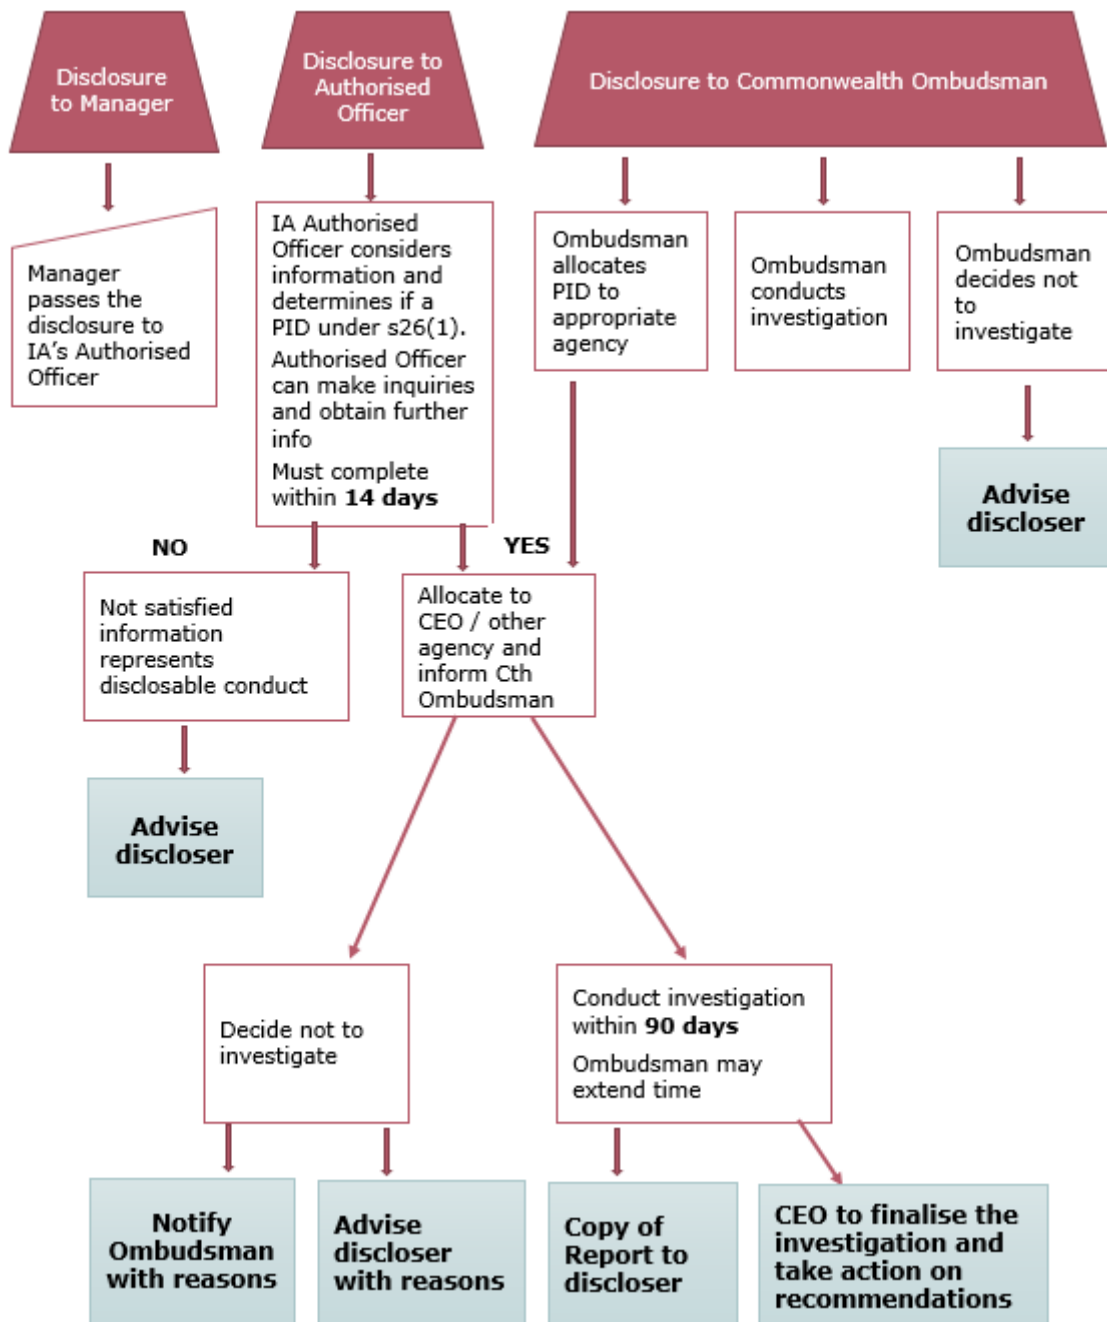 Disclosure
to Manager
Disclosure to
Authorised
Officer
Disclosure to Commonwealth Ombudsman
Manager
passes the
disclosure to
IA's Authorised
Officer
IA Authorised
Officer considers
information and
determines if a
PID under s26(1).
Authorised Officer
can make inquiries
and obtain further
info
Must complete
within 14 days
Ombudsman
allocates
PID to
appropriate
agency
Ombudsman
conducts
investigation
Ombudsman
decides not
to
investigate
Advise
discloser
NO
YES
Not satisfied
information
represents
disclosable conduct
Allocate to
CEO / other
agency and
inform Cth
Ombudsman
Advise
discloser
Decide not to
investigate
Conduct investigation
within 90 days
Ombudsman may
extend time
Notify
Ombudsman
with reasons
Advise
discloser
with reasons
Copy of
Report to
discloser
CEO to finalise the
investigation and
take action on
recommendations